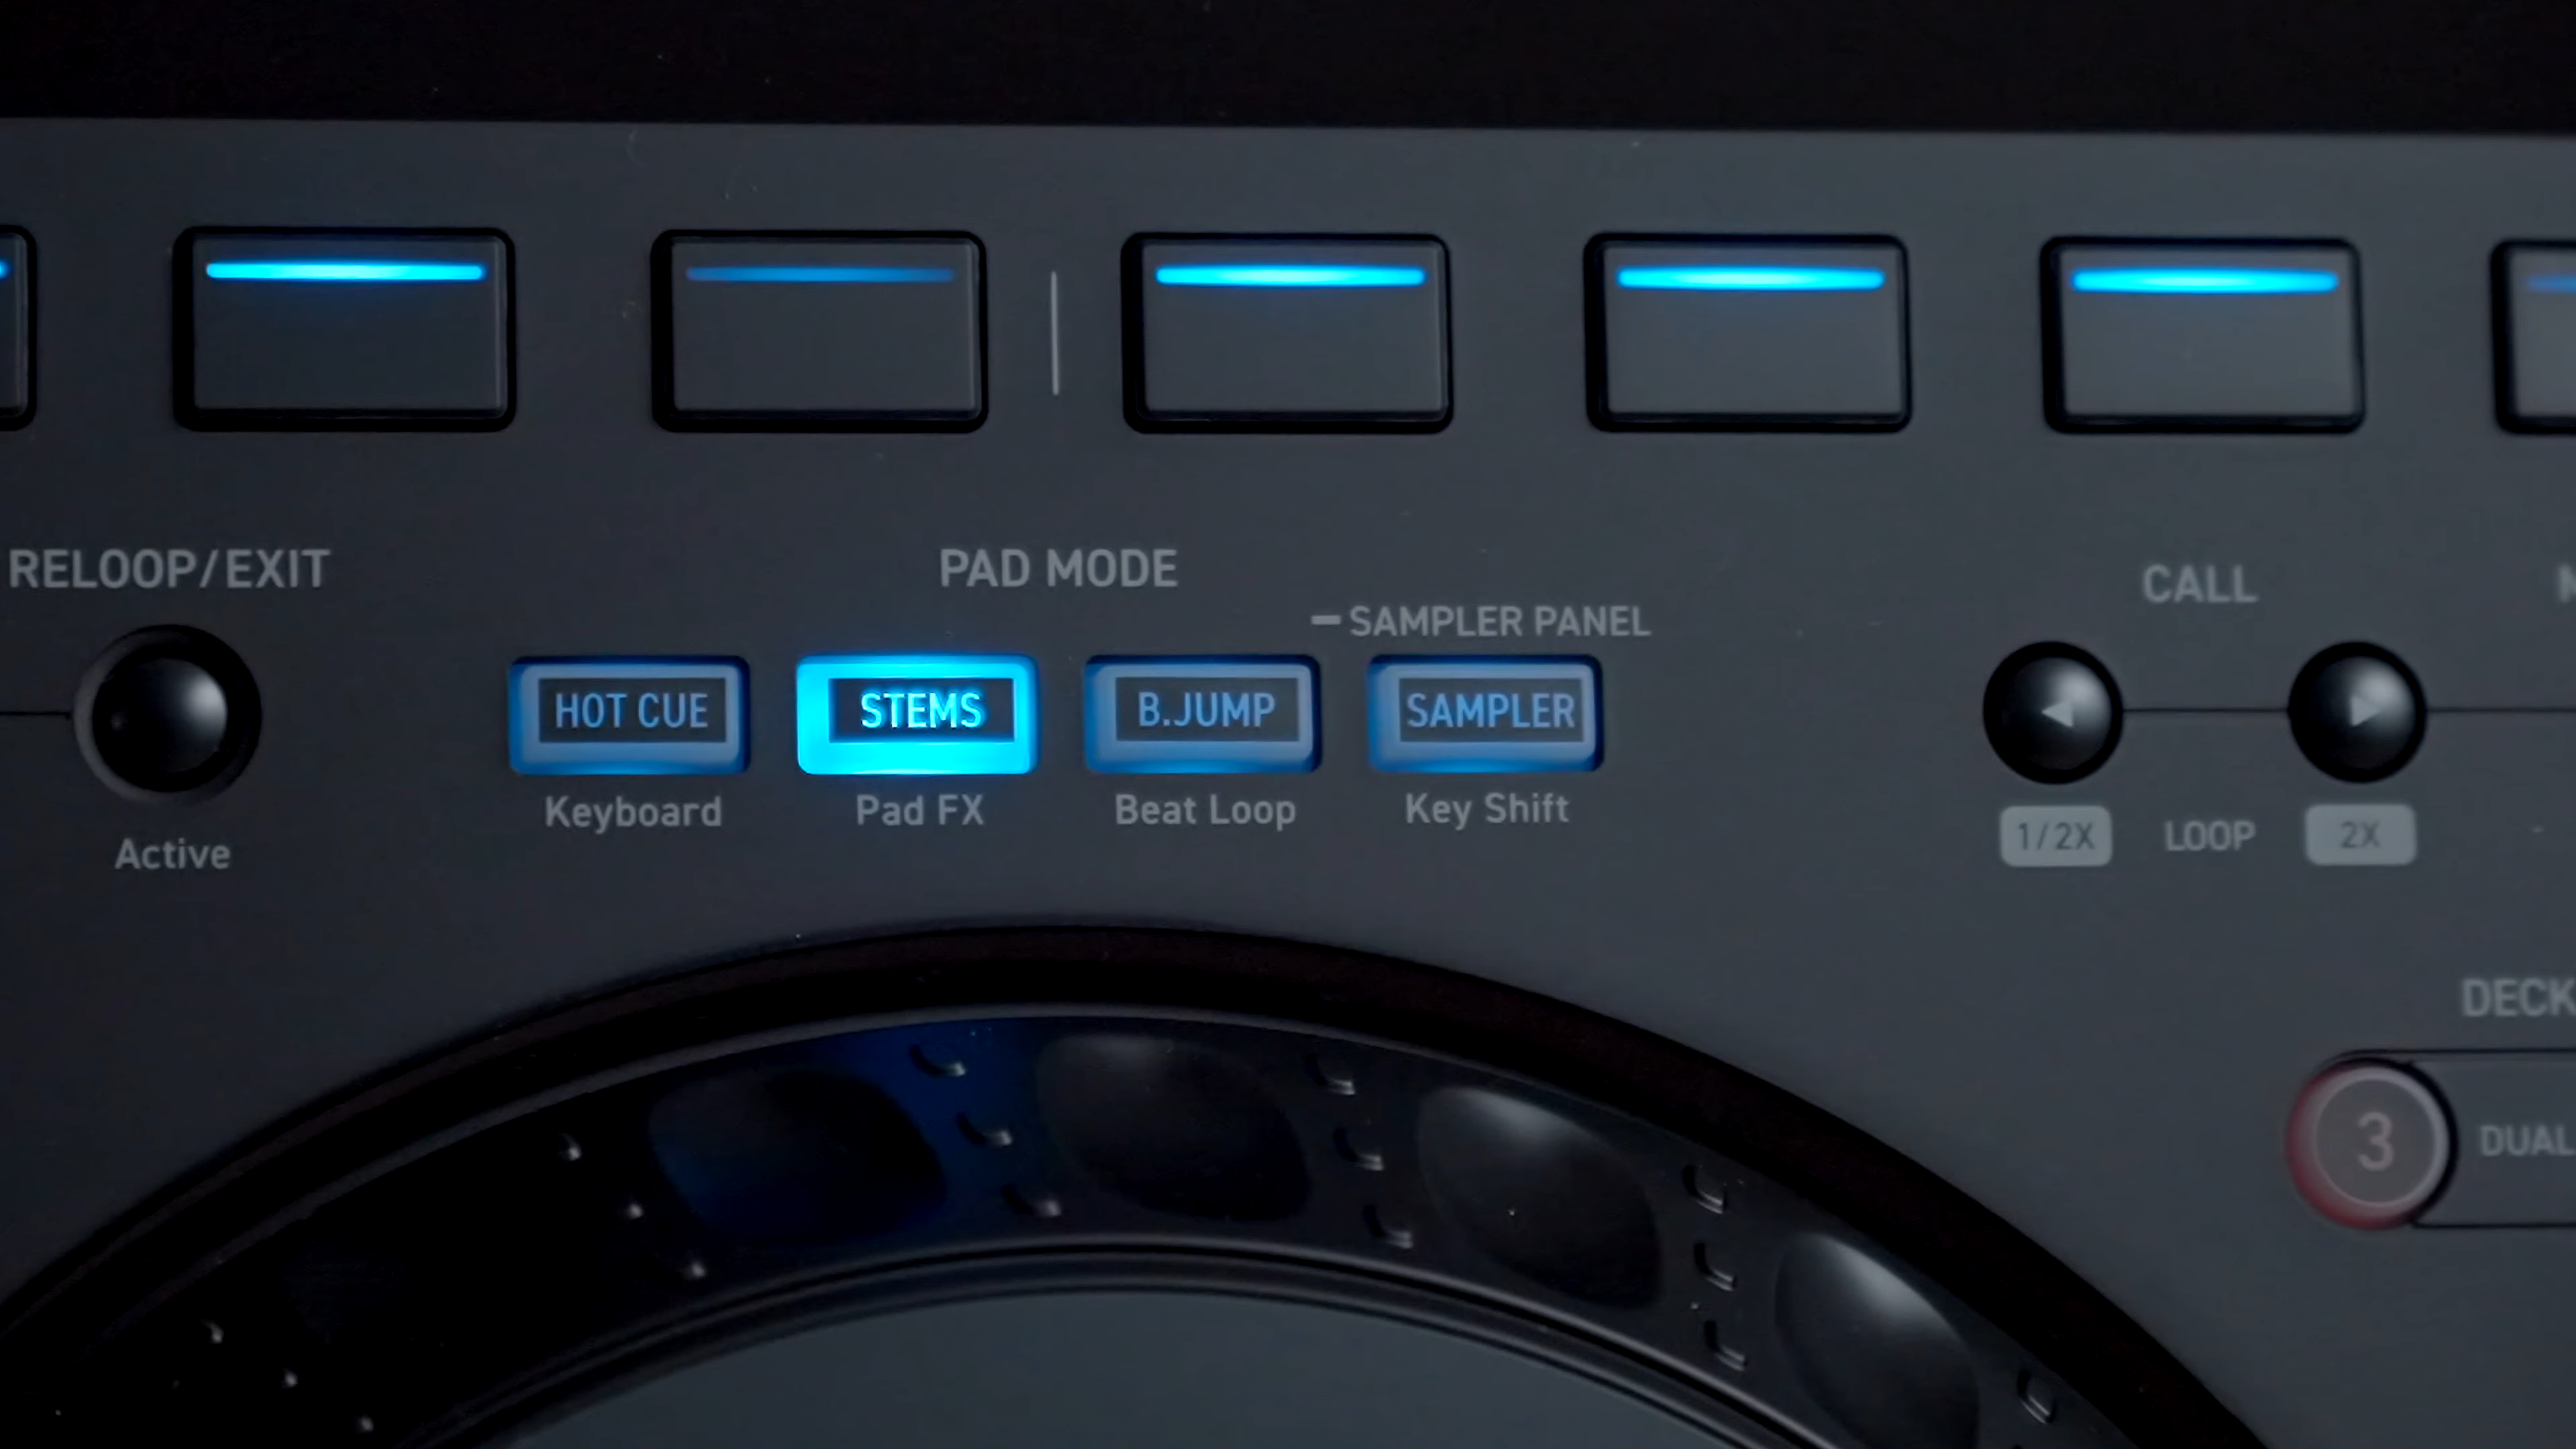 RELOOP/EXIT
PAD MODE
CALL
SAMPLER PANEL
HOT CUE
STEMS
B.JUMP
SAMPLER
Keyboard
Pad FX
Beat Loop
Key Shift
Active
1/2X
LOOP
2X
DECK
3
DUAL